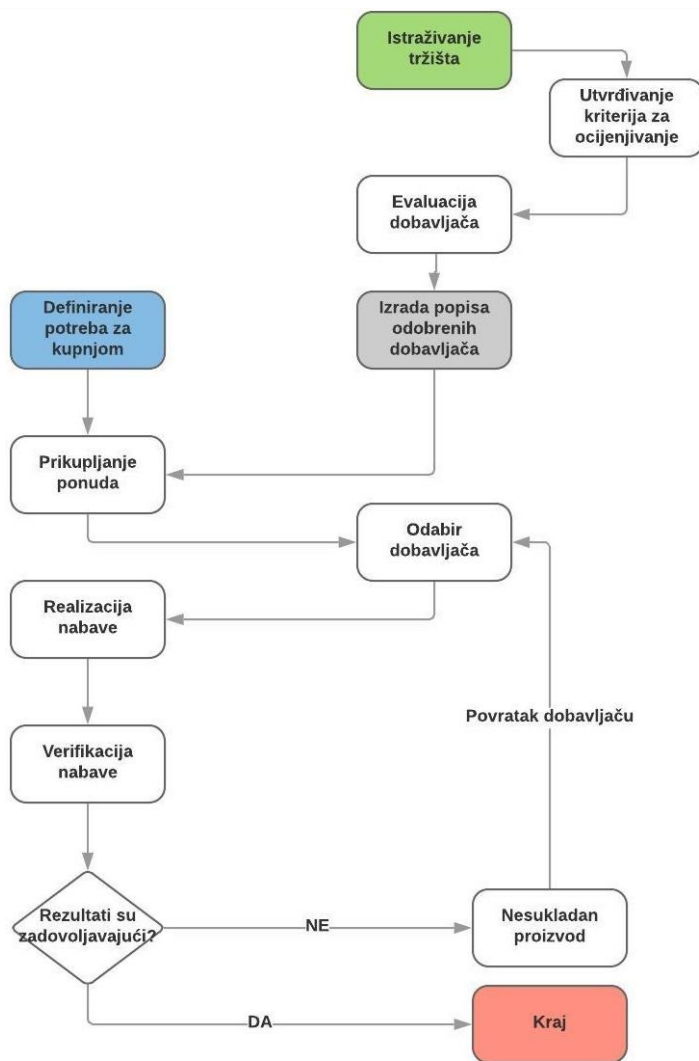 Istraživanje
tržišta
Utvrđivanje
kriterija za
ocijenjivanje
Evaluacija
dobavljača
Definiranje
potreba za
kupnjom
Izrada popisa
odobrenih
dobavljača
Prikupljanje
ponuda
Odabir
dobavljača
Realizacija
nabave
Povratak dobavljaču
Verifikacija
nabave
Rezultati su
zadovoljavajući?
NE
Nesukladan
proizvod
DA
Kraj